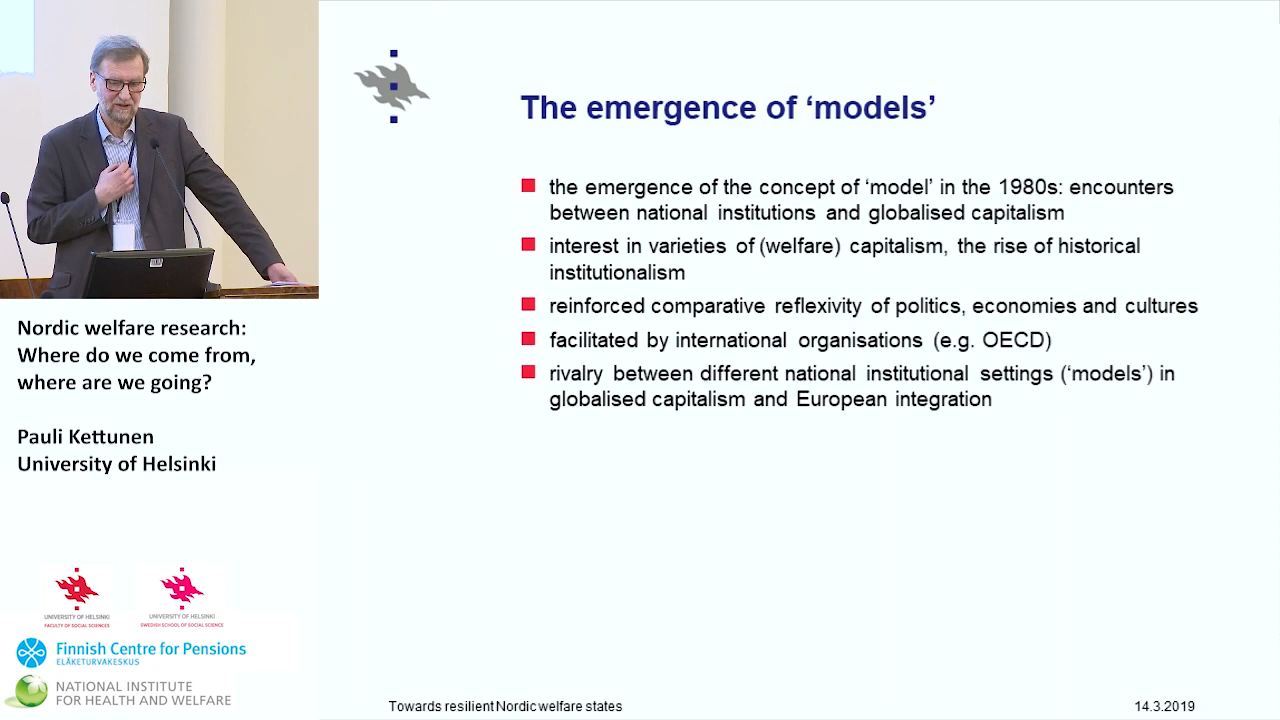 The emergence of ‘models’
the emergence of the concept of ‘model’ in the 1980s: encounters
between national institutions and globalised capitalism
interest in varieties of (welfare) capitalism, the rise of historical
institutionalism
reinforced comparative reflexivity of politics, economies and cultures
facilitated by international organisations (e.g. OECD)
rivalry between different national institutional settings (‘models’) in
globalised capitalism and European integration
Nordic welfare research:
Where do we come from,
where are we going?
Pauli Kettunen
University of Helsinki
UNIVERSITY OF HELSINKI
FACULTY OF SOCIAL SCIENCES
UNIVERSITY OF HELSINKI
SWEDISH SCHOOL OF SOCIAL SCIENCE
Finnish Centre for Pensions
ELÄKETURVAKESKUS
NATIONAL INSTITUTE
FOR HEALTH AND WELFARE
Towards resilient Nordic welfare states
14.3.2019